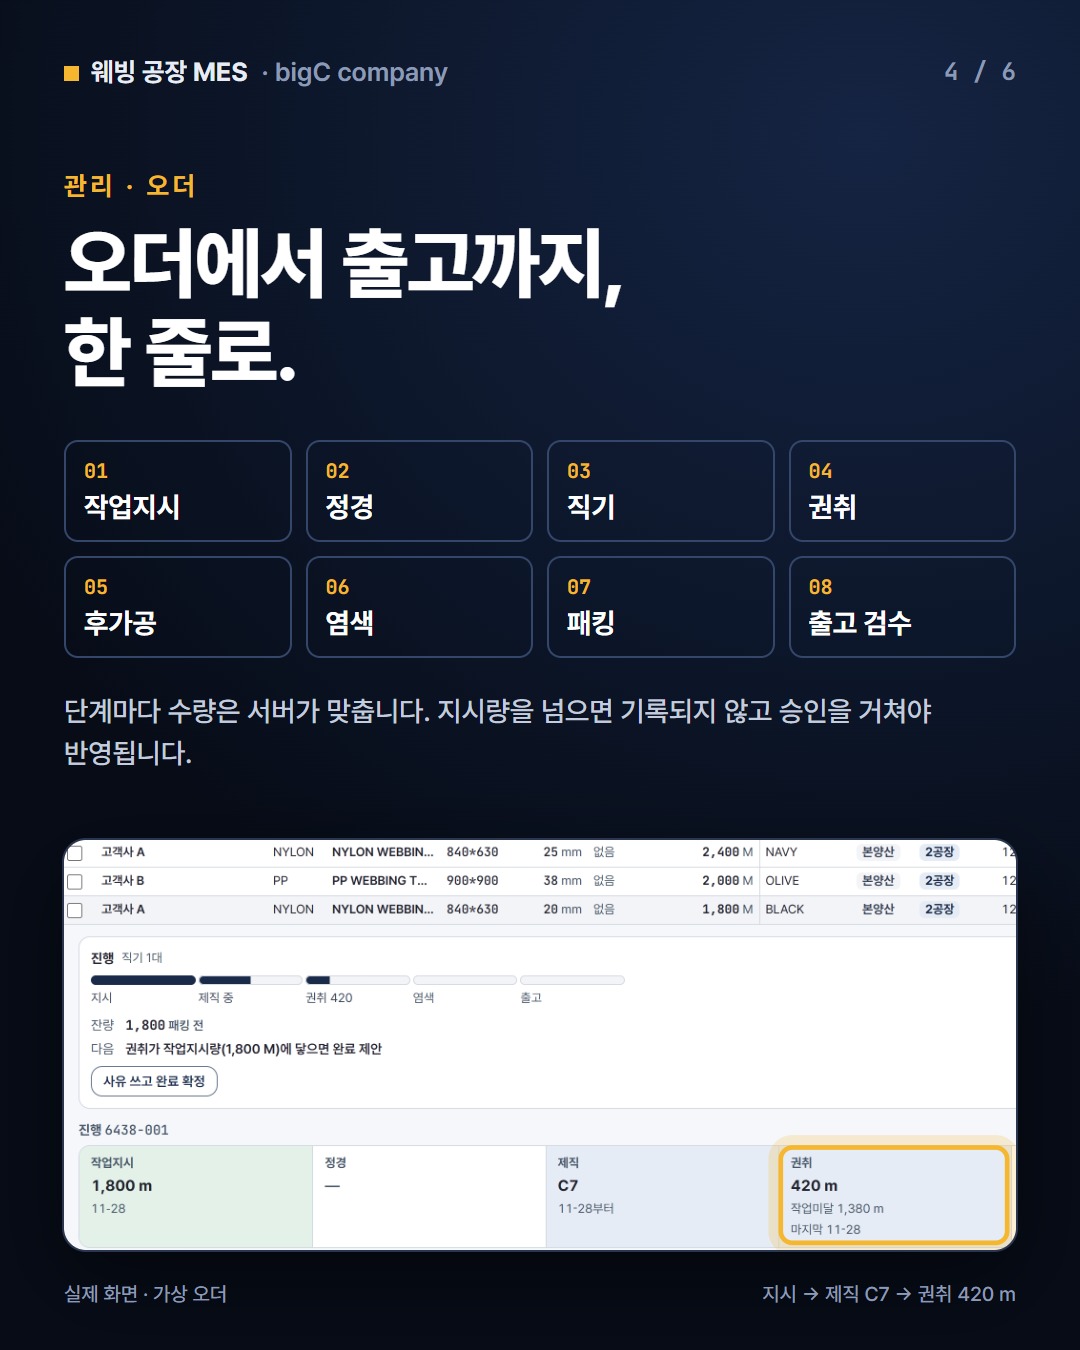 웨빙 공장 MES · bigC company
4 / 6
관리 · 오더
오더에서 출고까지,
한 줄로.
01
작업지시
02
정경
03
직기
04
권취
05
후가공
06
염색
07
패킹
08
출고 검수
단계마다 수량은 서버가 맞춥니다. 지시량을 넘으면 기록되지 않고 승인을 거쳐야
반영됩니다.
고객사 A NYLON NYLON WEBBIN... 840*630 25 mm 없음 2,400 M NAVY 본양산 2공장 12
고객사 B PP PP WEBBING T... 900*900 38 mm 없음 2,000 M OLIVE 본양산 2공장 12
고객사 A NYLON NYLON WEBBIN... 840*630 20 mm 없음 1,800 M BLACK 본양산 2공장 12
진행 직기 1대
지시 제직 중 권취 420 염색 출고
잔량 1,800 패킹 전
다음 권취가 작업지시량(1,800 M)에 닿으면 완료 제안
사유 쓰고 완료 확정
진행 6438-001
작업지시
1,800 m
11-28
정경
—
제직
C7
11-28부터
권취
420 m
작업미달 1,380 m
마지막 11-28
실제 화면 · 가상 오더
지시 → 제직 C7 → 권취 420 m